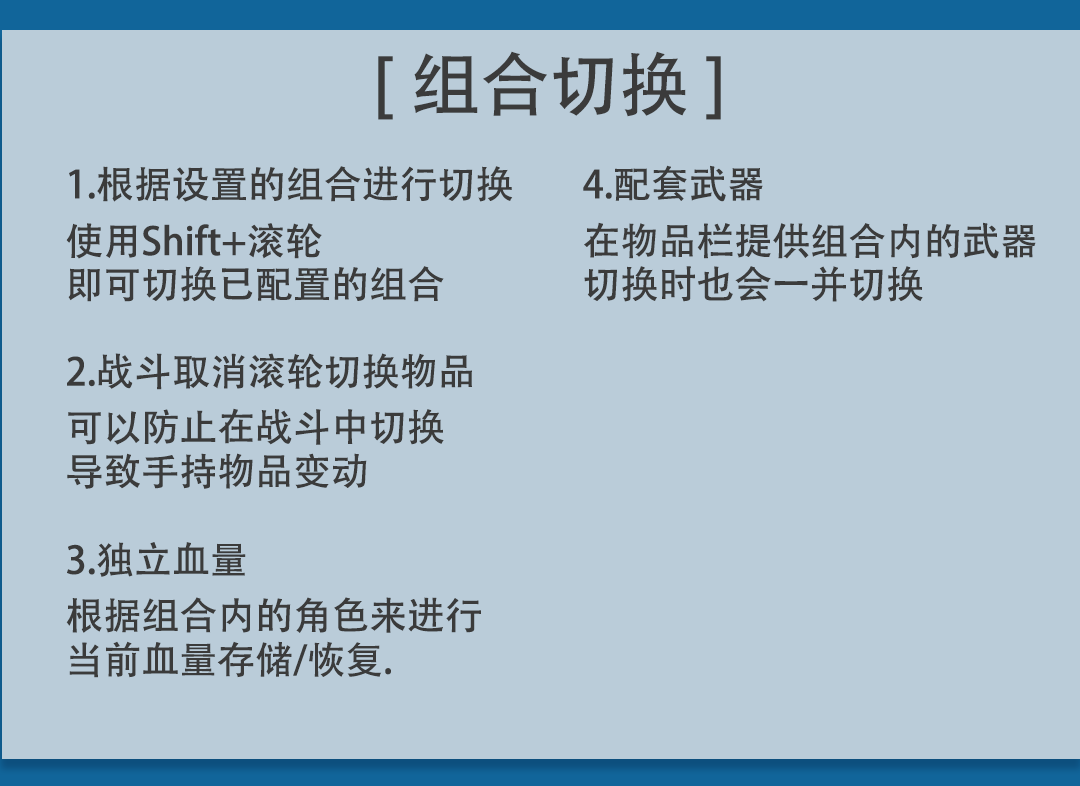 [ 组合切换 ]
1.根据设置的组合进行切换
使用Shift+滚轮
即可切换已配置的组合
2.战斗取消滚轮切换物品
可以防止在战斗中切换
导致手持物品变动
3.独立血量
根据组合内的角色来进行
当前血量存储/恢复.
4.配套武器
在物品栏提供组合内的武器
切换时也会一并切换